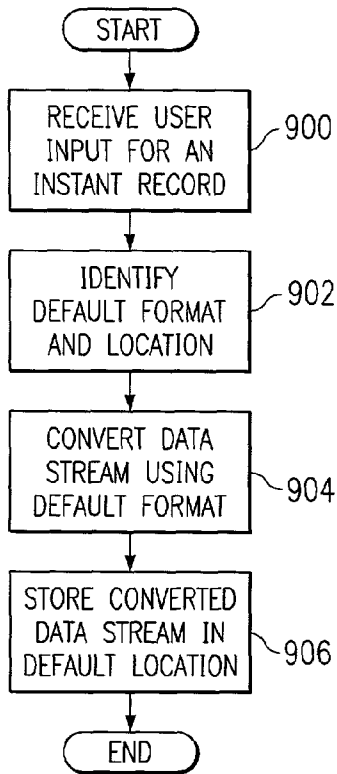 START
RECEIVE USER
INPUT FOR AN
INSTANT RECORD
900
IDENTIFY
DEFAULT FORMAT
AND LOCATION
902
CONVERT DATA
STREAM USING
DEFAULT FORMAT
904
STORE CONVERTED
DATA STREAM IN
DEFAULT LOCATION
906
END